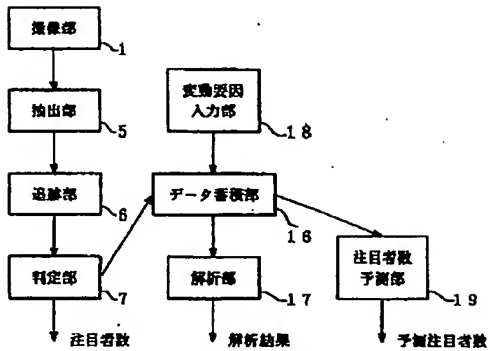 撮像部
1
抽出部
5
変動要因
入力部
18
追跡部
6
データ蓄積部
16
判定部
7
解析部
17
注目者数
予測部
19
注目者数
解析結果
予測注目者数